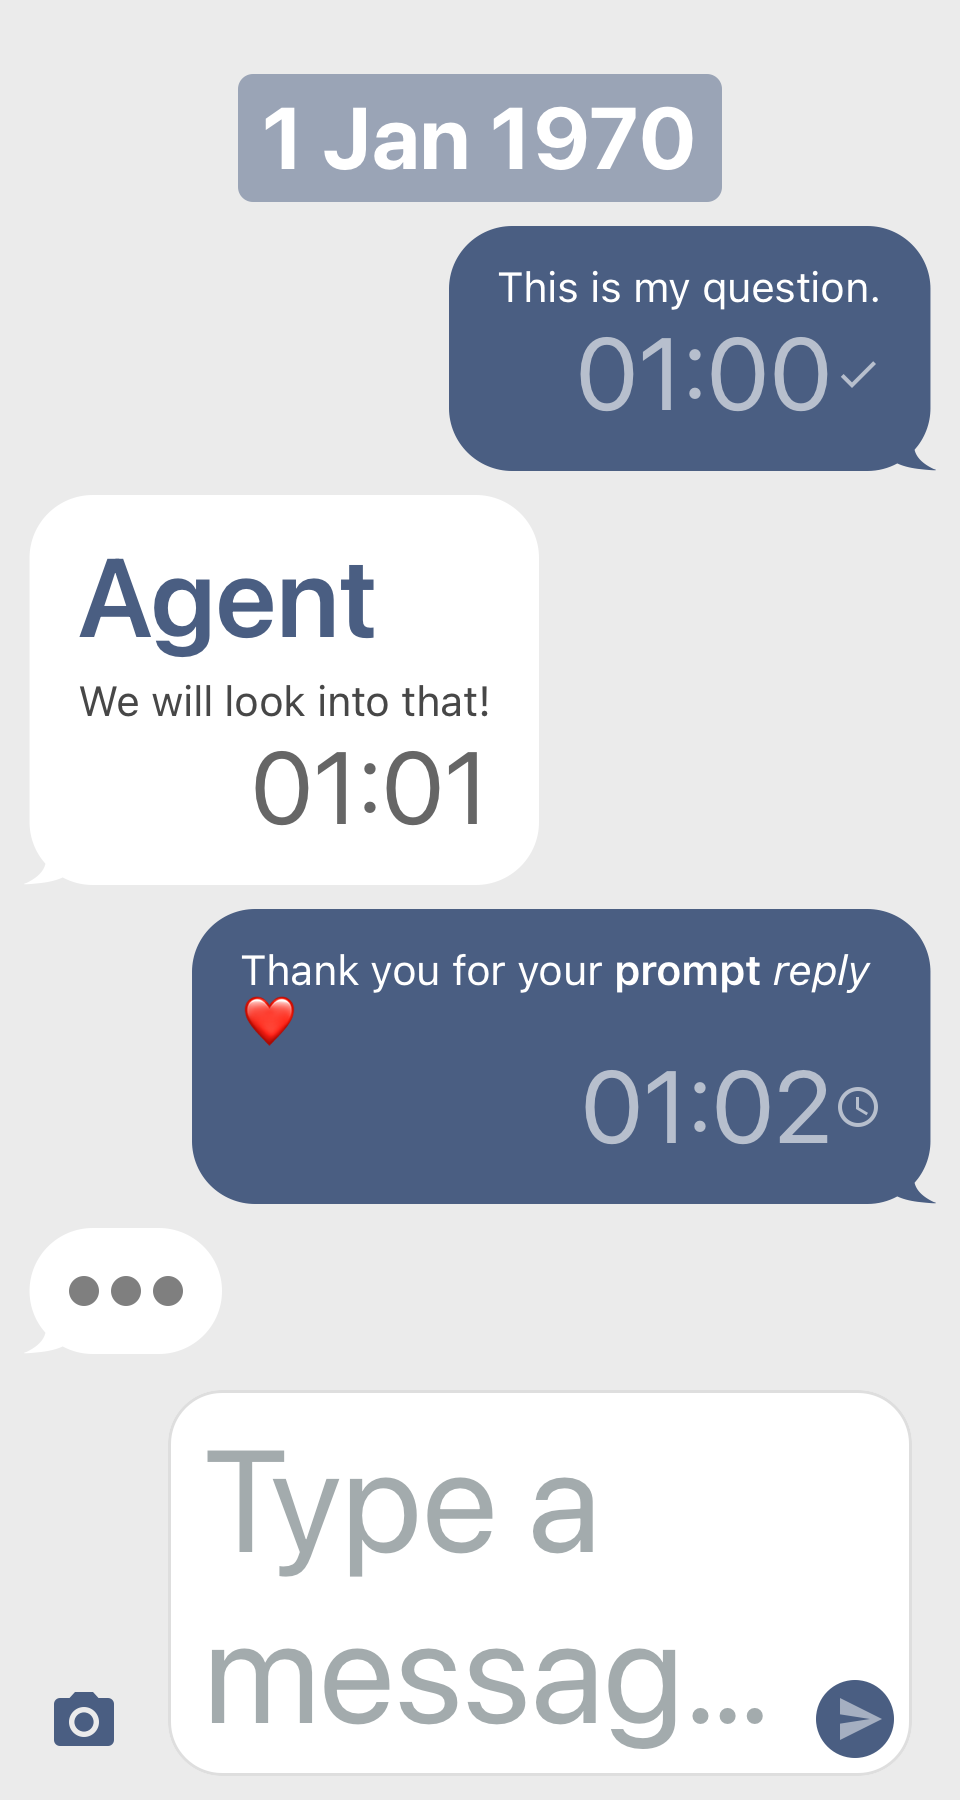 1 Jan 1970
This is my question.
01:00
Agent
We will look into that!
01:01
Thank you for your prompt reply
❤️
01:02
Type a
messag...